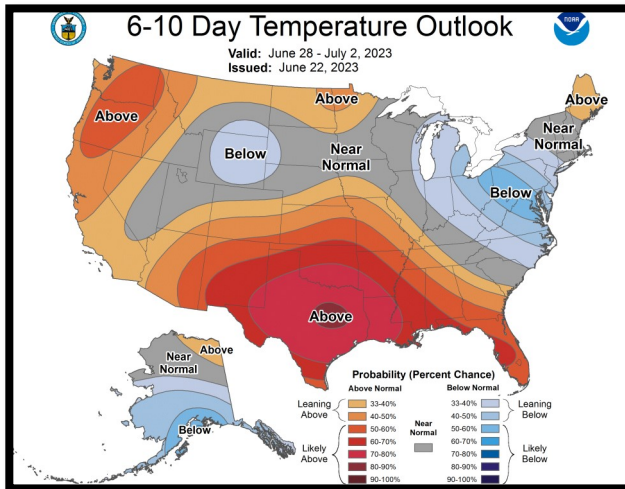 6-10 Day Temperature Outlook
Valid: June 28 - July 2, 2023
Issued: June 22, 2023
NOAA
Above
Above
Above
Near
Normal
Below
Near
Normal
Below
Above
Near
Normal
Above
Below
Probability (Percent Chance)
Above Normal
Below Normal
Leaning
Above
33-40%
40-50%
Likely
Above
50-60%
60-70%
70-80%
80-90%
90-100%
Near
Normal
33-40%
40-50%
Leaning
Below
50-60%
60-70%
70-80%
80-90%
90-100%
Likely
Below